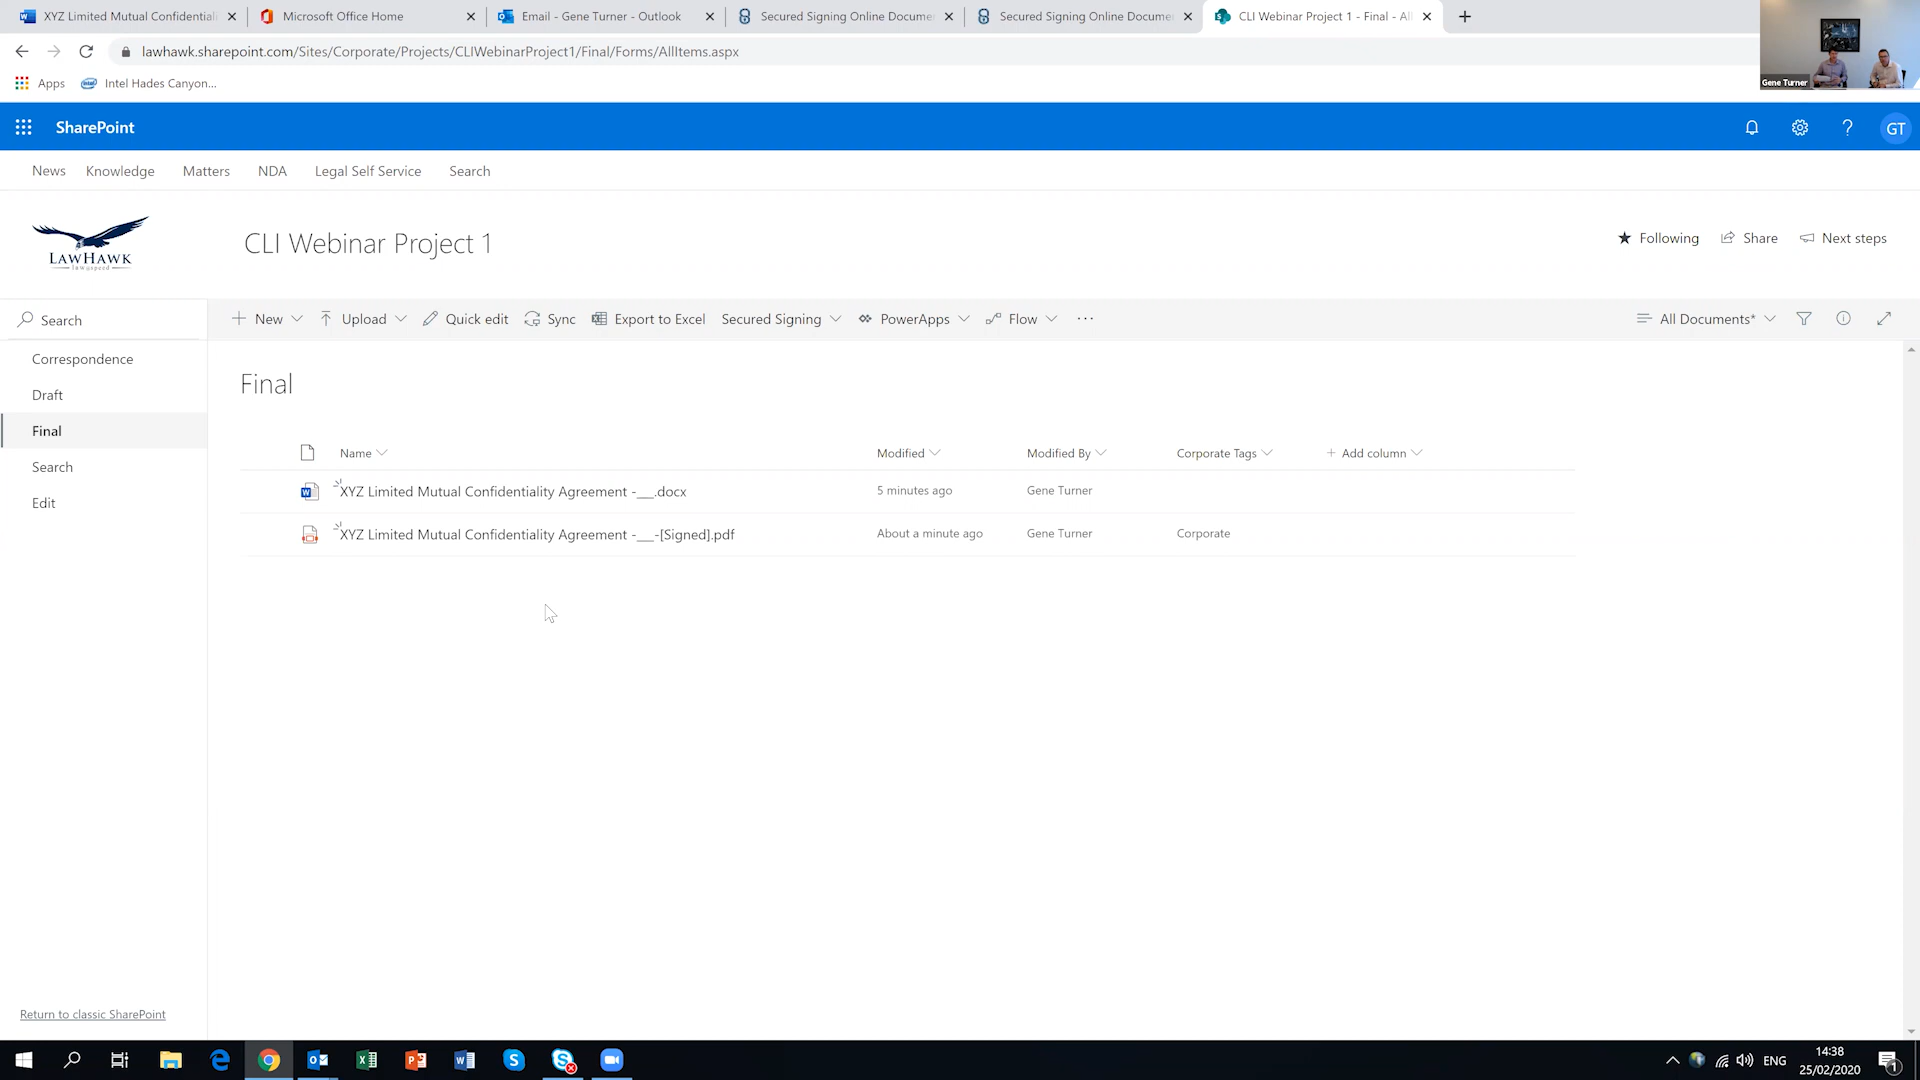 XYZ Limited Mutual Confidentiali
Microsoft Office Home
Email - Gene Turner - Outlook
Secured Signing Online Docume
Secured Signing Online Docume
CLI Webinar Project 1 - Final - Al
lawhawk.sharepoint.com/Sites/Corporate/Projects/CLIWebinarProject1/Final/Forms/AllItems.aspx
Apps
Intel Hades Canyon...
Gene Turner
SharePoint
GT
News
Knowledge
Matters
NDA
Legal Self Service
Search
LAWHAWK
CLI Webinar Project 1
Following
Share
Next steps
Search
New
Upload
Quick edit
Sync
Export to Excel
Secured Signing
PowerApps
Flow
All Documents*
Correspondence
Draft
Final
Search
Edit
Final
Name
Modified
Modified By
Corporate Tags
Add column
XYZ Limited Mutual Confidentiality Agreement -___.docx
5 minutes ago
Gene Turner
XYZ Limited Mutual Confidentiality Agreement -___-[Signed].pdf
About a minute ago
Gene Turner
Corporate
Return to classic SharePoint
ENG
14:38
25/02/2020
1